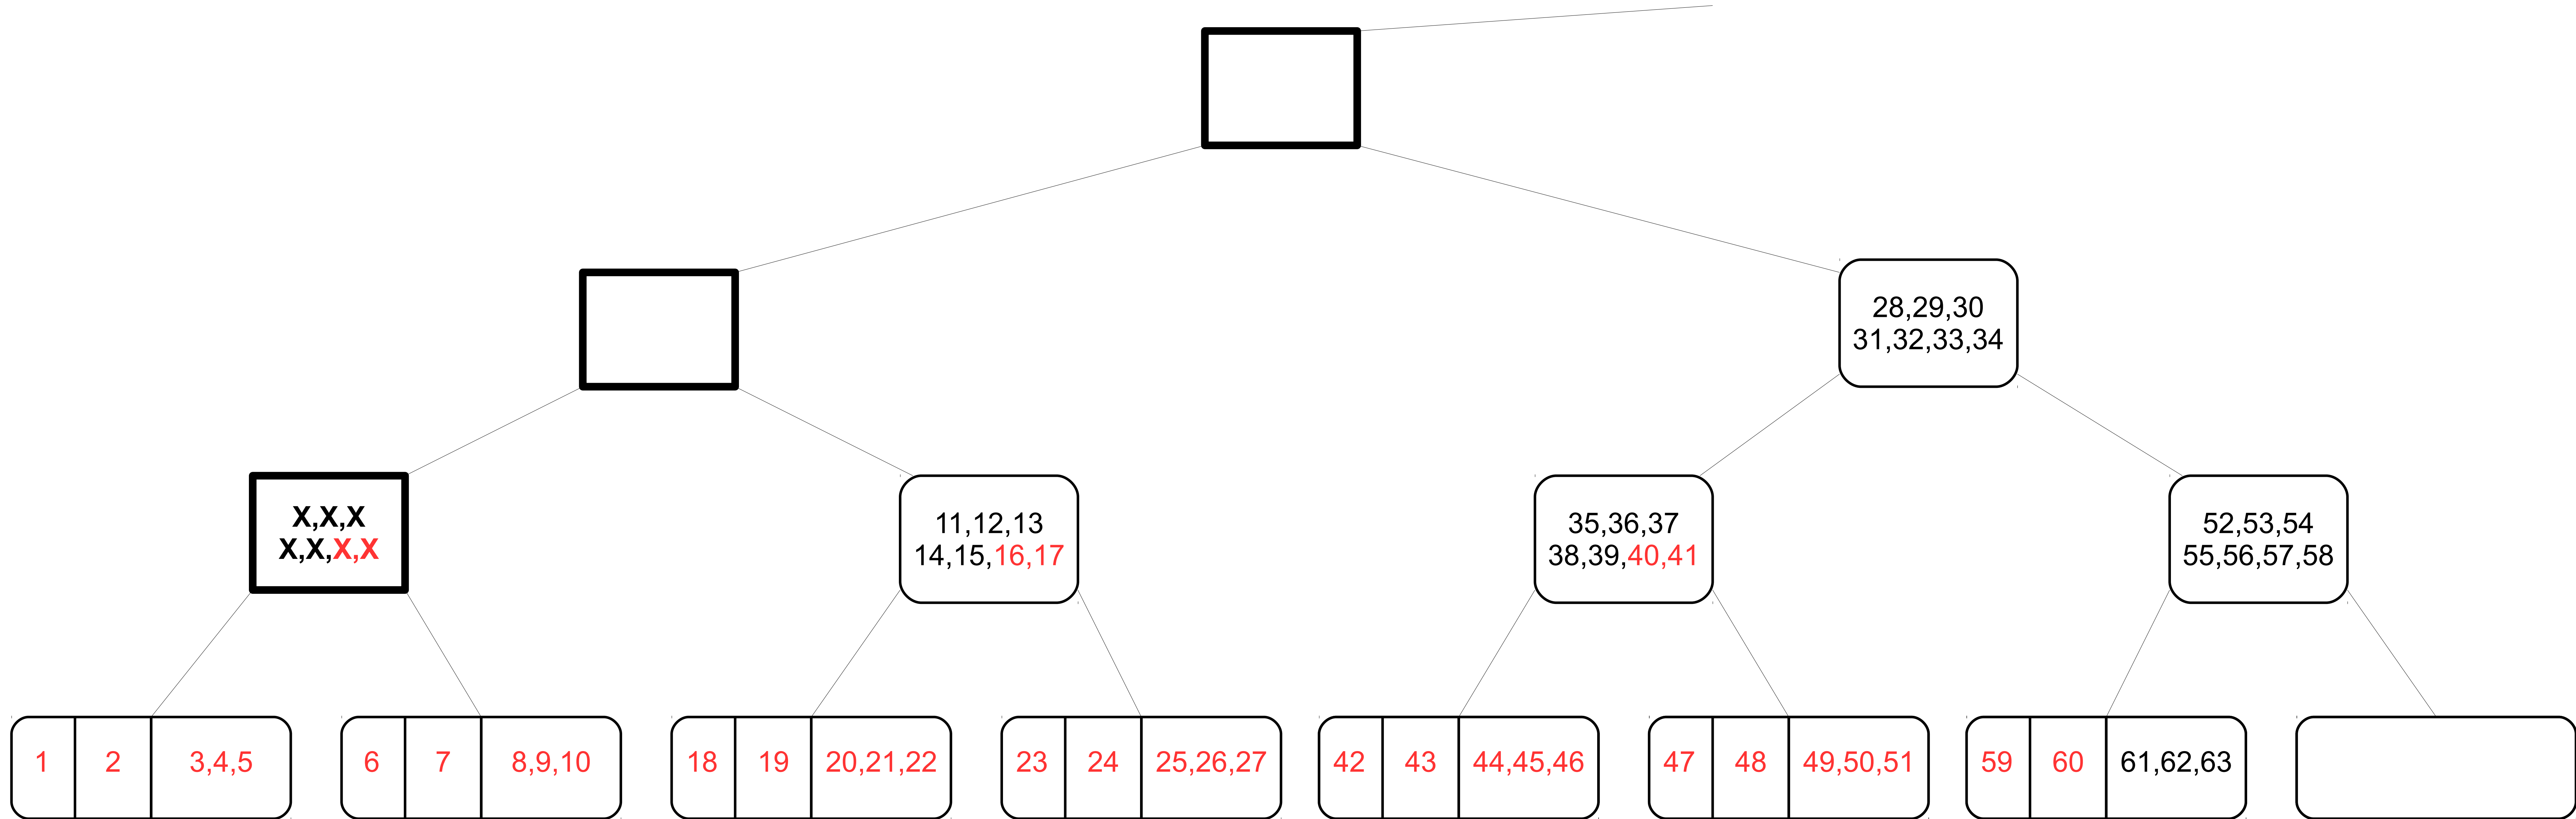 28,29,30
31,32,33,34
X,X,X
X,X,X,X
11,12,13
14,15,16,17
35,36,37
38,39,40,41
52,53,54
55,56,57,58
1 2 3,4,5
6 7 8,9,10
18 19 20,21,22
23 24 25,26,27
42 43 44,45,46
47 48 49,50,51
59 60 61,62,63